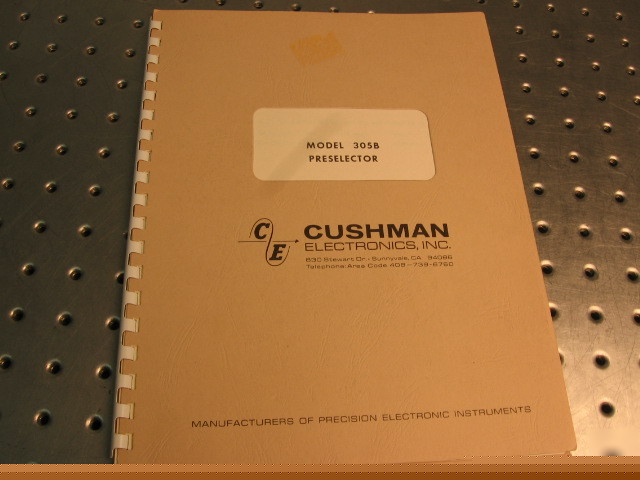 MODEL 305B
PRESELECTOR
CE
CUSHMAN
ELECTRONICS, INC.
830 Stewart Dr. • Sunnyvale, CA 94086
Telephone: Area Code 408-739-6760
MANUFACTURERS OF PRECISION ELECTRONIC INSTRUMENTS